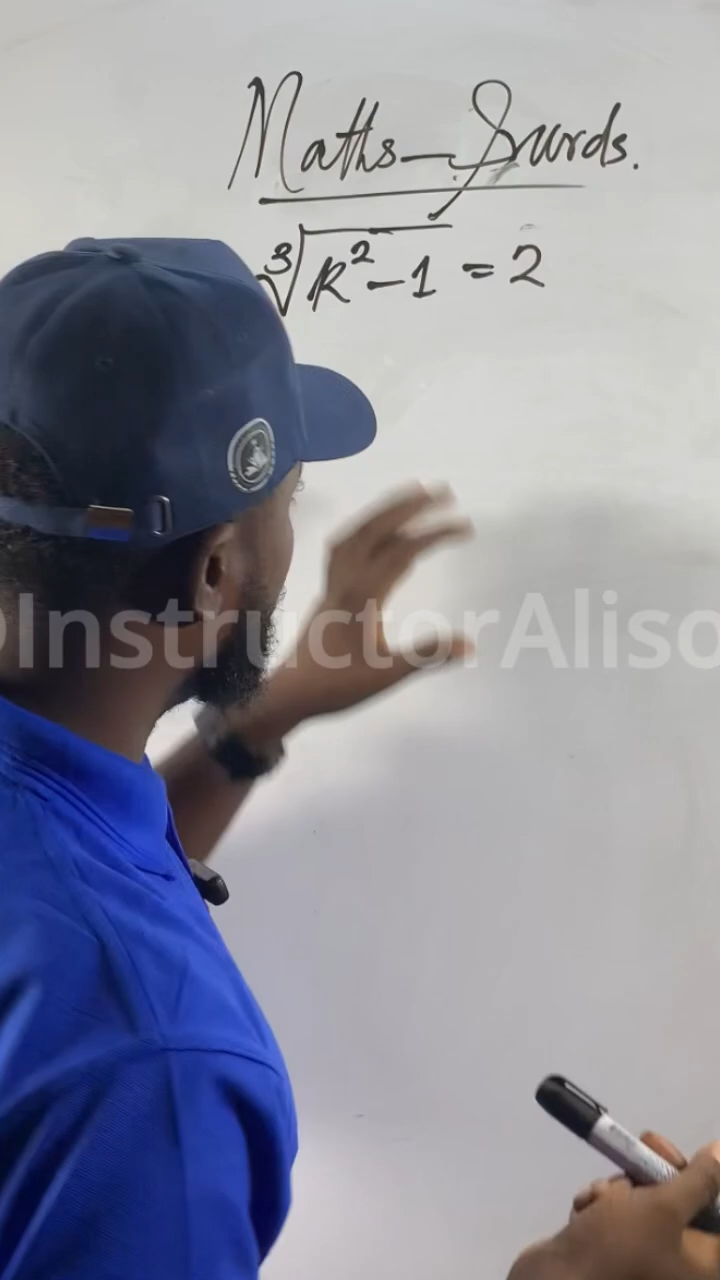 Maths - Surds.
∛(R² - 1) = 2
@InstructorAliso